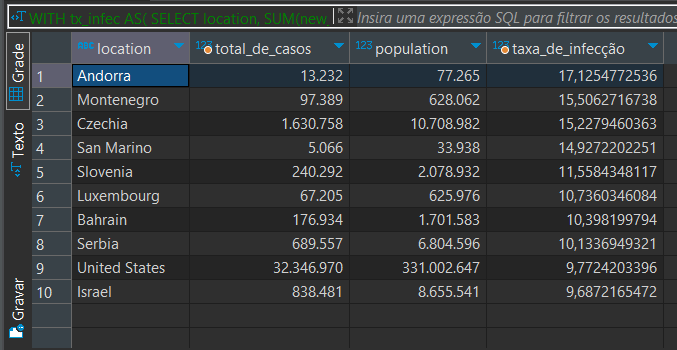 WITH tx_infec AS( SELECT location, SUM(new Insira uma expressão SQL para filtrar os resultados
Grade
Texto
Gravar
location total_de_casos population taxa_de_infecção
1 Andorra 13.232 77.265 17,1254772536
2 Montenegro 97.389 628.062 15,5062716738
3 Czechia 1.630.758 10.708.982 15,2279460363
4 San Marino 5.066 33.938 14,9272202251
5 Slovenia 240.292 2.078.932 11,5584348117
6 Luxembourg 67.205 625.976 10,7360346084
7 Bahrain 176.934 1.701.583 10,398199794
8 Serbia 689.557 6.804.596 10,1336949321
9 United States 32.346.970 331.002.647 9,7724203396
10 Israel 838.481 8.655.541 9,6872165472